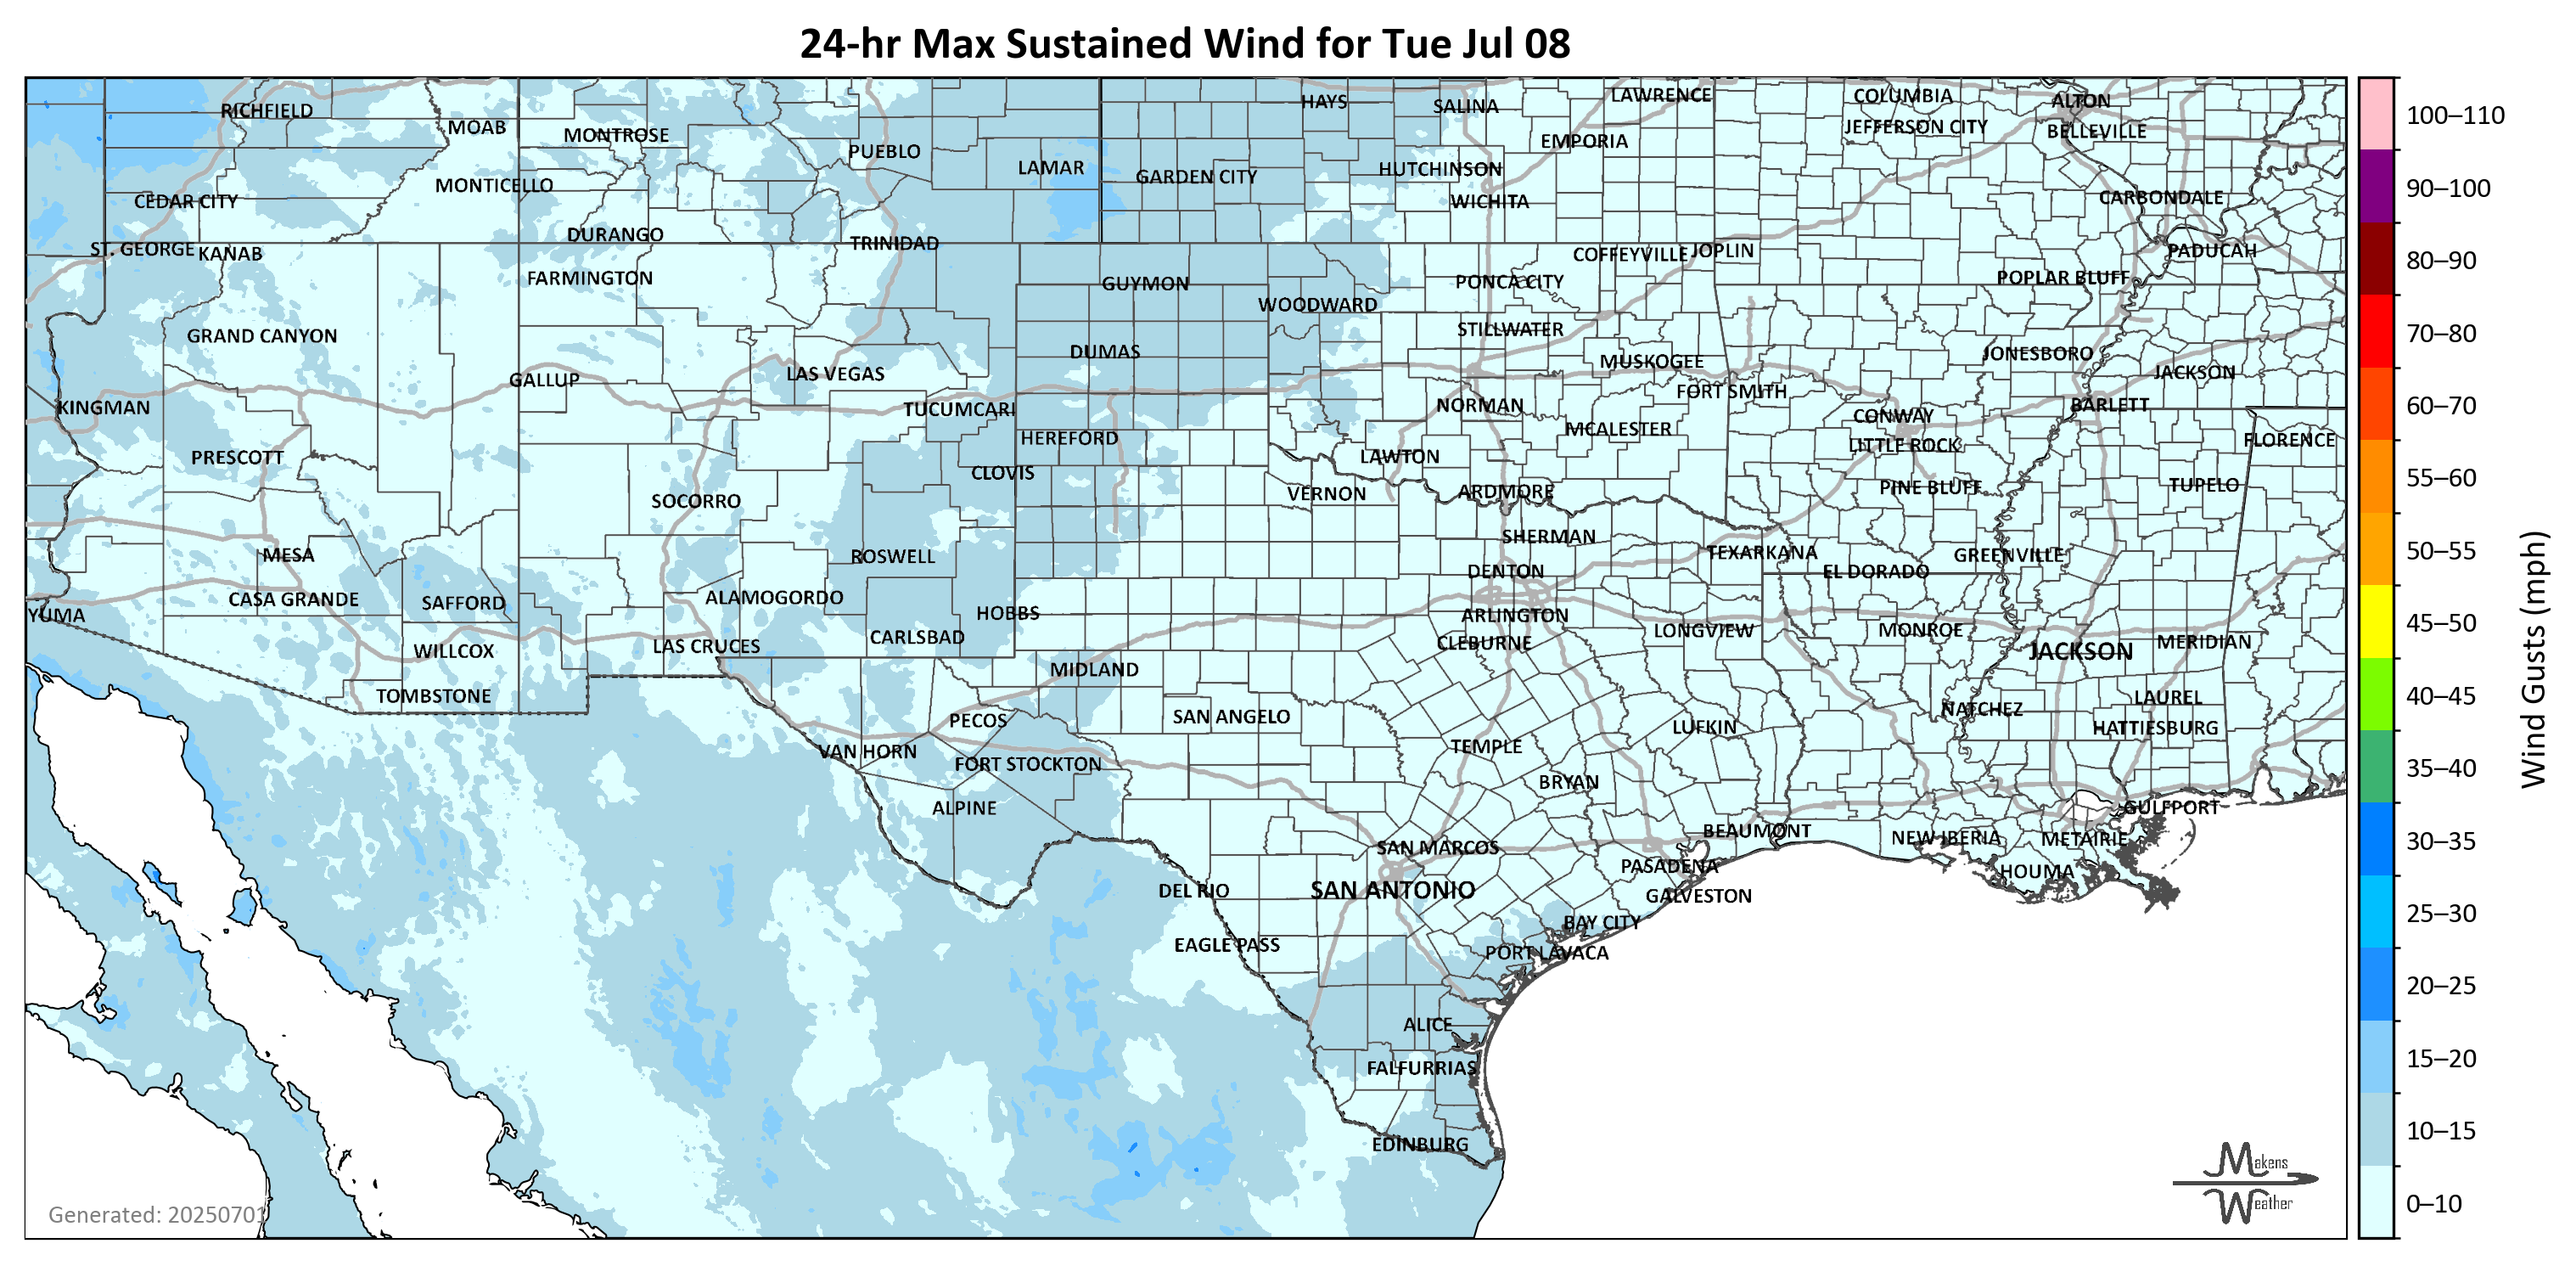 24-hr Max Sustained Wind for Tue Jul 08
RICHFIELD
MOAB
MONTROSE
PUEBLO
LAMAR
HAYS
SALINA
LAWRENCE
COLUMBIA
ALTON
EMPORIA
JEFFERSON CITY
BELLEVILLE
GARDEN CITY
HUTCHINSON
MONTICELLO
CEDAR CITY
WICHITA
CARBONDALE
ST. GEORGE
KANAB
DURANGO
TRINIDAD
COFFEYVILLE
JOPLIN
PADUCAH
FARMINGTON
GUYMON
PONCA CITY
POPLAR BLUFF
WOODWARD
GRAND CANYON
STILLWATER
DUMAS
MUSKOGEE
JONESBORO
GALLUP
LAS VEGAS
JACKSON
FORT SMITH
KINGMAN
TUCUMCARI
NORMAN
CONWAY
BARLETT
HEREFORD
MCALESTER
LITTLE ROCK
FLORENCE
PRESCOTT
CLOVIS
LAWTON
SOCORRO
VERNON
ARDMORE
PINE BLUFF
TUPELO
MESA
ROSWELL
SHERMAN
TEXARKANA
GREENVILLE
DENTON
EL DORADO
CASA GRANDE
SAFFORD
ALAMOGORDO
HOBBS
ARLINGTON
YUMA
CARLSBAD
CLEBURNE
LONGVIEW
MONROE
WILLCOX
LAS CRUCES
JACKSON
MERIDIAN
MIDLAND
TOMBSTONE
LAUREL
PECOS
SAN ANGELO
NATCHEZ
LUFKIN
HATTIESBURG
VAN HORN
TEMPLE
FORT STOCKTON
BRYAN
ALPINE
GULFPORT
BEAUMONT
NEW IBERIA
METAIRIE
SAN MARCOS
PASADENA
HOUMA
DEL RIO
SAN ANTONIO
GALVESTON
BAY CITY
EAGLE PASS
PORT LAVACA
ALICE
FALFURRIAS
EDINBURG
Generated: 20250701
Makens
Weather
100–110
90–100
80–90
70–80
60–70
55–60
50–55
45–50
40–45
35–40
30–35
25–30
20–25
15–20
10–15
0–10
Wind Gusts (mph)